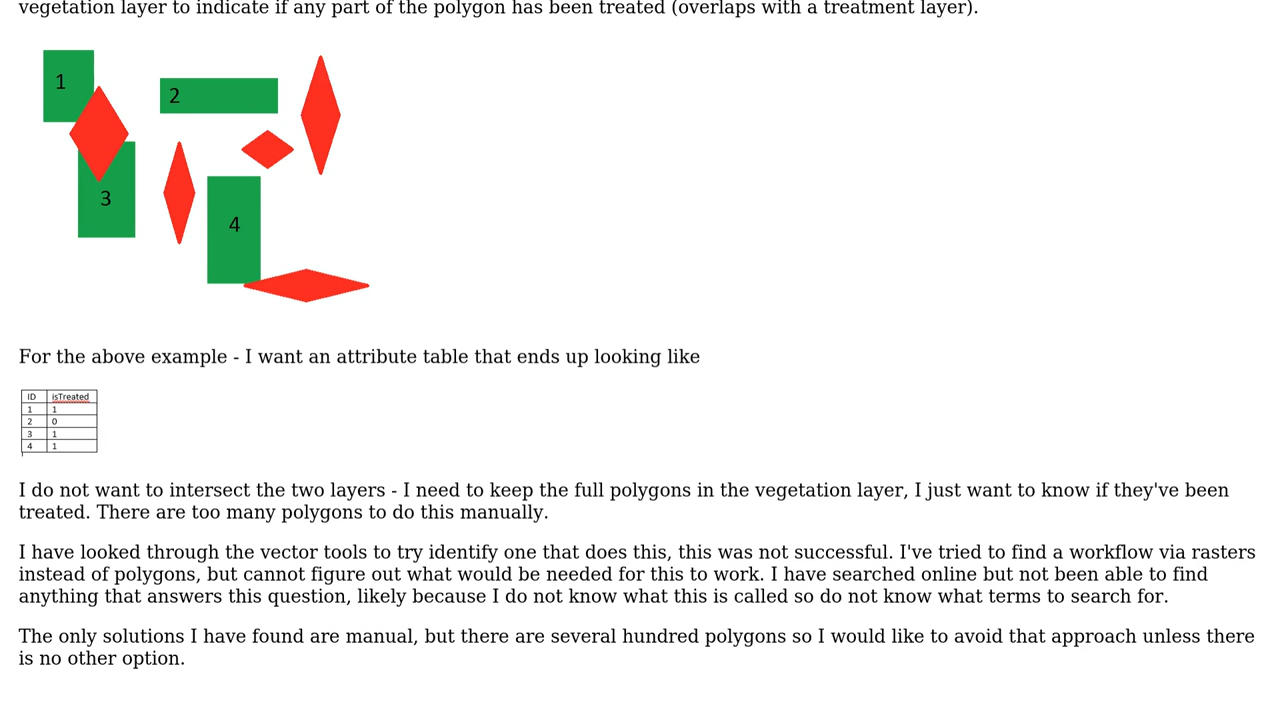 vegetation layer to indicate if any part of the polygon has been treated (overlaps with a treatment layer).
1
2
3
4
For the above example - I want an attribute table that ends up looking like
ID isTreated
1 1
2 0
3 1
4 1
I do not want to intersect the two layers - I need to keep the full polygons in the vegetation layer, I just want to know if they've been
treated. There are too many polygons to do this manually.
I have looked through the vector tools to try identify one that does this, this was not successful. I've tried to find a workflow via rasters
instead of polygons, but cannot figure out what would be needed for this to work. I have searched online but not been able to find
anything that answers this question, likely because I do not know what this is called so do not know what terms to search for.
The only solutions I have found are manual, but there are several hundred polygons so I would like to avoid that approach unless there
is no other option.